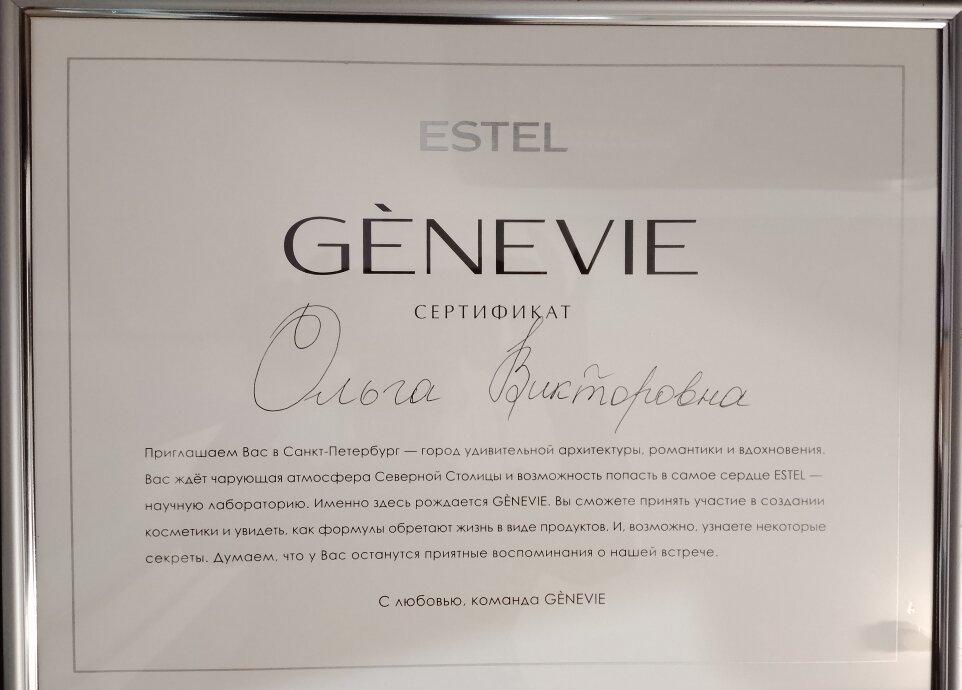 ESTEL
GÈNEVIE
СЕРТИФИКАТ
Ольга Викторовна
Приглашаем Вас в Санкт-Петербург — город удивительной архитектуры, романтики и вдохновения.
Вас ждёт чарующая атмосфера Северной Столицы и возможность попасть в самое сердце ESTEL —
научную лабораторию. Именно здесь рождается GÈNEVIE. Вы сможете принять участие в создании
косметики и увидеть, как формулы обретают жизнь в виде продуктов. И, возможно, узнаете некоторые
секреты. Думаем, что у Вас останутся приятные воспоминания о нашей встрече.
С любовью, команда GÈNEVIE